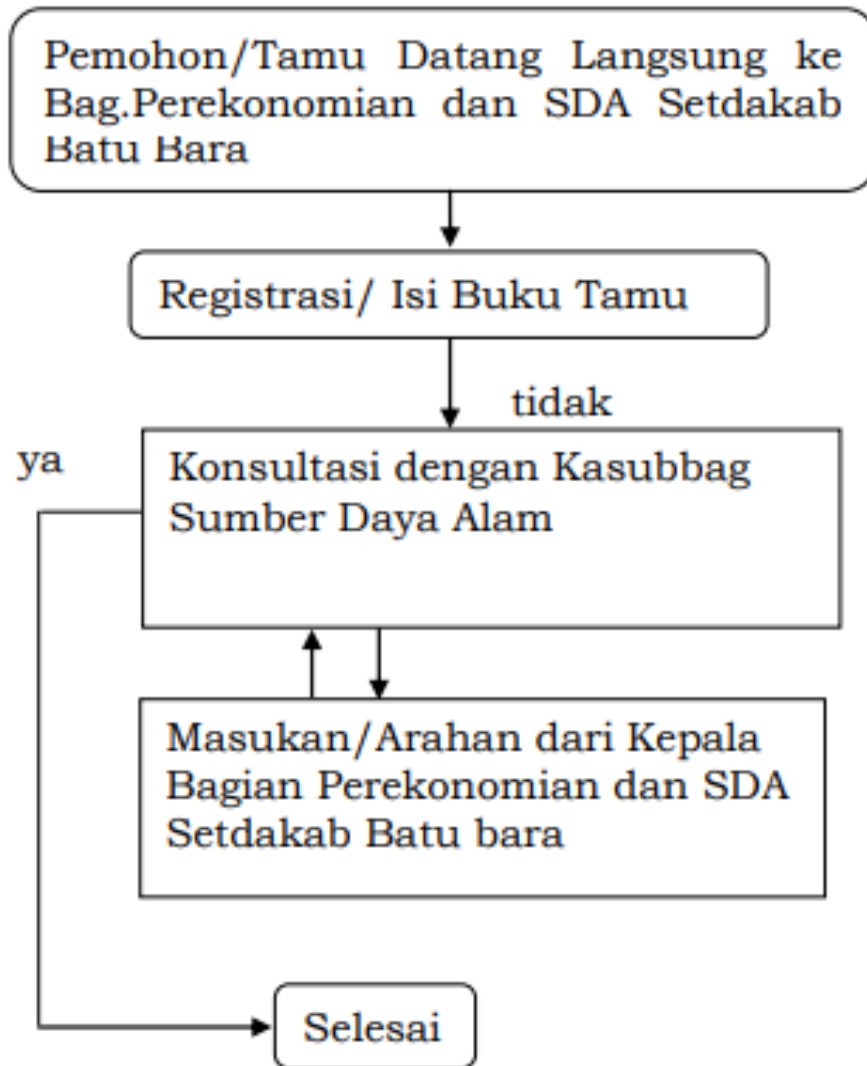 Pemohon/Tamu Datang Langsung ke
Bag.Perekonomian dan SDA Setdakab
Batu Bara
Registrasi/ Isi Buku Tamu
tidak
ya
Konsultasi dengan Kasubbag
Sumber Daya Alam
Masukan/Arahan dari Kepala
Bagian Perekonomian dan SDA
Setdakab Batu bara
Selesai